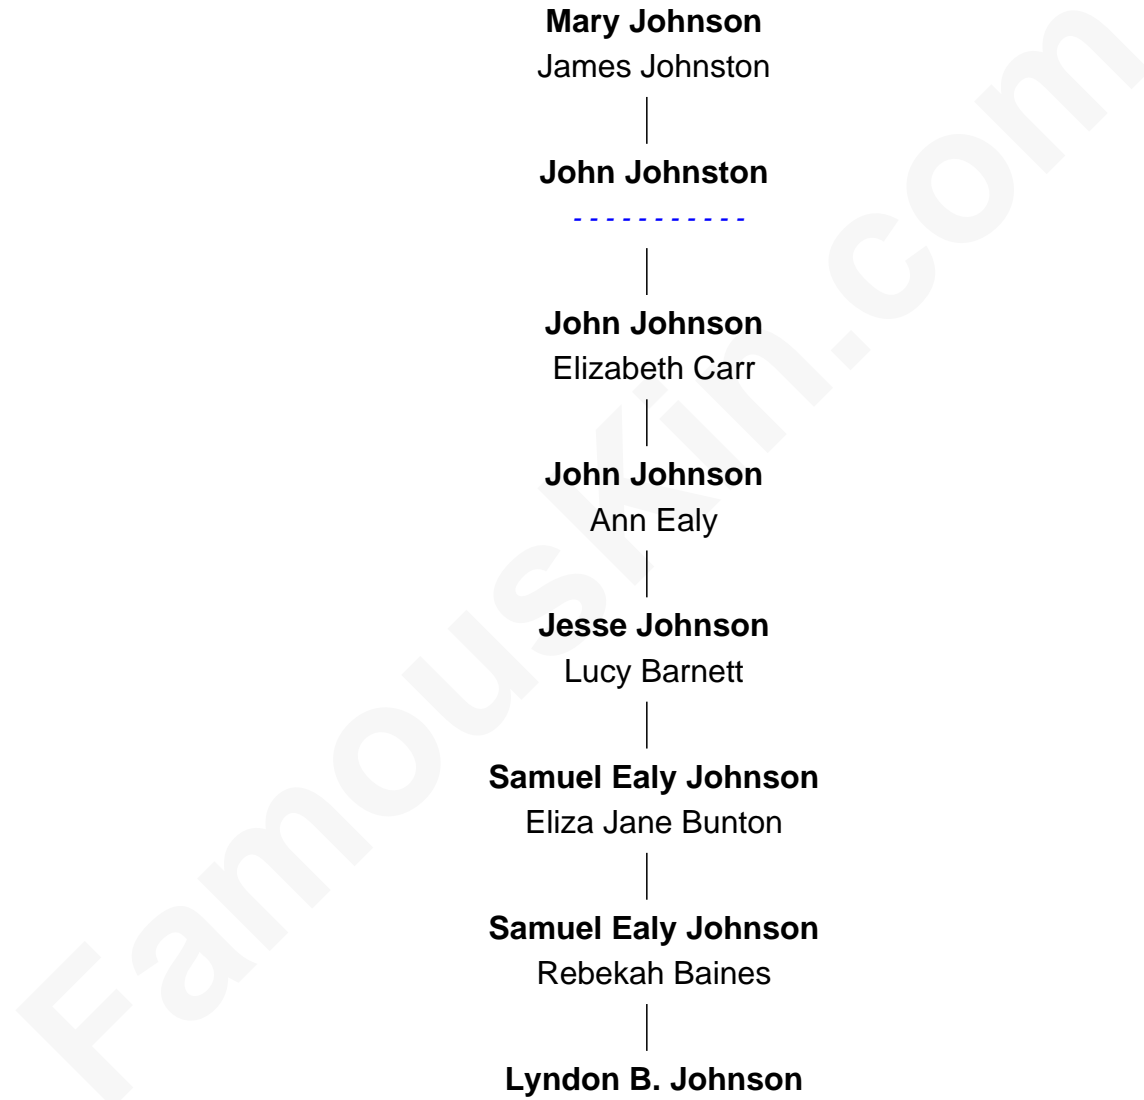 Mary Johnson
James Johnston
John Johnston
- - - - - - - - - - -
John Johnson
Elizabeth Carr
John Johnson
Ann Ealy
Jesse Johnson
Lucy Barnett
Samuel Ealy Johnson
Eliza Jane Bunton
Samuel Ealy Johnson
Rebekah Baines
Lyndon B. Johnson
FamousKin.com